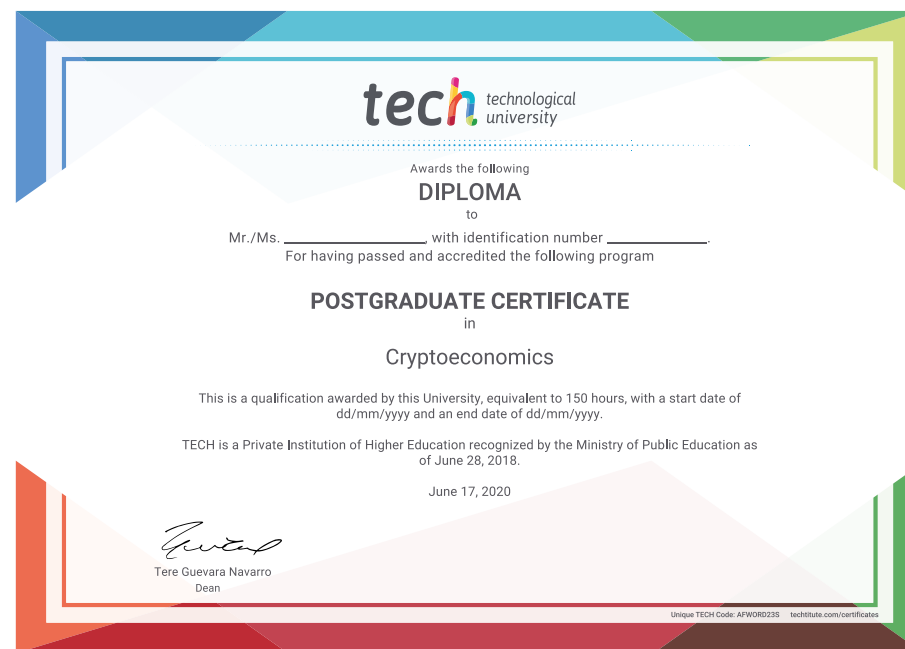 tech technological
university
Awards the following
DIPLOMA
to
Mr./Ms. ________________, with identification number ____________.
For having passed and accredited the following program
POSTGRADUATE CERTIFICATE
in
Cryptoeconomics
This is a qualification awarded by this University, equivalent to 150 hours, with a start date of
dd/mm/yyyy and an end date of dd/mm/yyyy.
TECH is a Private Institution of Higher Education recognized by the Ministry of Public Education as
of June 28, 2018.
June 17, 2020
Tere Guevara Navarro
Dean
Unique TECH Code: AFWORD23S techtitute.com/certificates